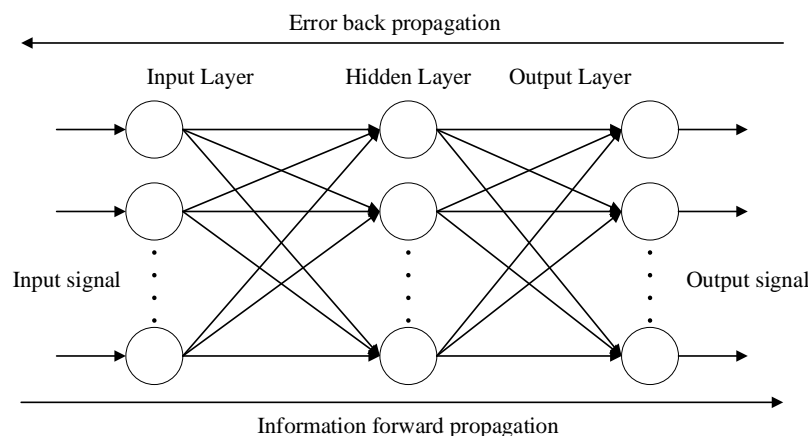 Error back propagation
Input Layer
Hidden Layer
Output Layer
Input signal
Output signal
Information forward propagation